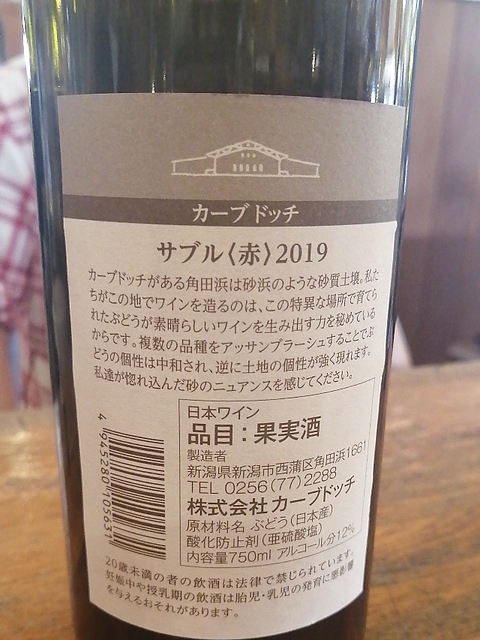 カーブドッチ
サブル〈赤〉2019
カーブドッチがある角田浜は砂浜のような砂質土壌。私た
ちがこの地でワインを造るのは、この特異な場所で育てら
れたぶどうが素晴らしいワインを生み出す力を秘めている
からです。複数の品種をアッサンブラージュすることでぶ
どうの個性は中和され、逆に土地の個性が強く現れます。
私達が惚れ込んだ砂のニュアンスを感じてください。
日本ワイン
品目：果実酒
製造者
新潟県新潟市西蒲区角田浜1661
TEL 0256(77)2288
株式会社カーブドッチ
原材料名 ぶどう(日本産)
酸化防止剤(亜硫酸塩)
内容量750ml アルコール分12%
4 945280 105631
20歳未満の者の飲酒は法律で禁じられています。
妊娠中や授乳期の飲酒は胎児・乳児の発育に悪影響
を与えるおそれがあります。